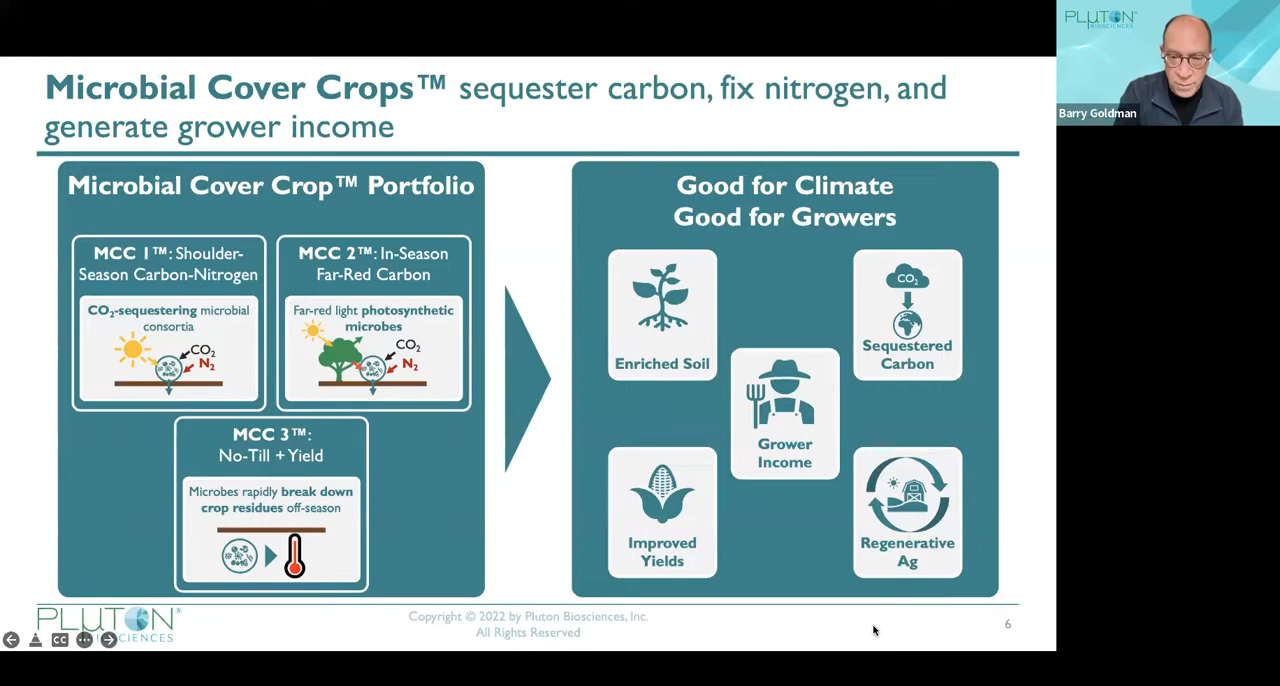 Microbial Cover Crops™ sequester carbon, fix nitrogen, and
generate grower income
Microbial Cover Crop™ Portfolio
MCC 1™: Shoulder-
Season Carbon-Nitrogen
CO₂-sequestering microbial
consortia
CO₂
N₂
MCC 2™: In-Season
Far-Red Carbon
Far-red light photosynthetic
microbes
CO₂
N₂
MCC 3™:
No-Till + Yield
Microbes rapidly break down
crop residues off-season
Good for Climate
Good for Growers
Enriched Soil
CO₂
Sequestered
Carbon
Grower
Income
Improved
Yields
Regenerative
Ag
PLUTON®
BIOSCIENCES
Copyright © 2022 by Pluton Biosciences, Inc.
All Rights Reserved
6
CC
PLUTON®
BIOSCIENCES
Barry Goldman